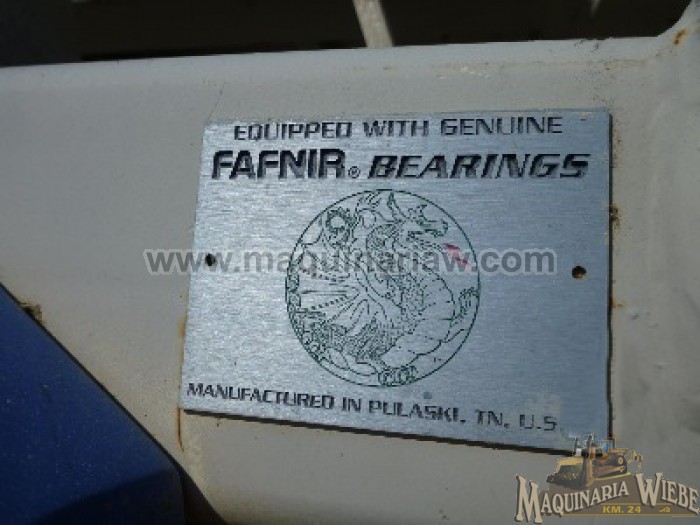 EQUIPPED WITH GENUINE
FAFNIR® BEARINGS
www.maquinariaw.com
MANUFACTURED IN PULASKI, TN, U.S
MAQUINARIA WIEBE
KM. 24